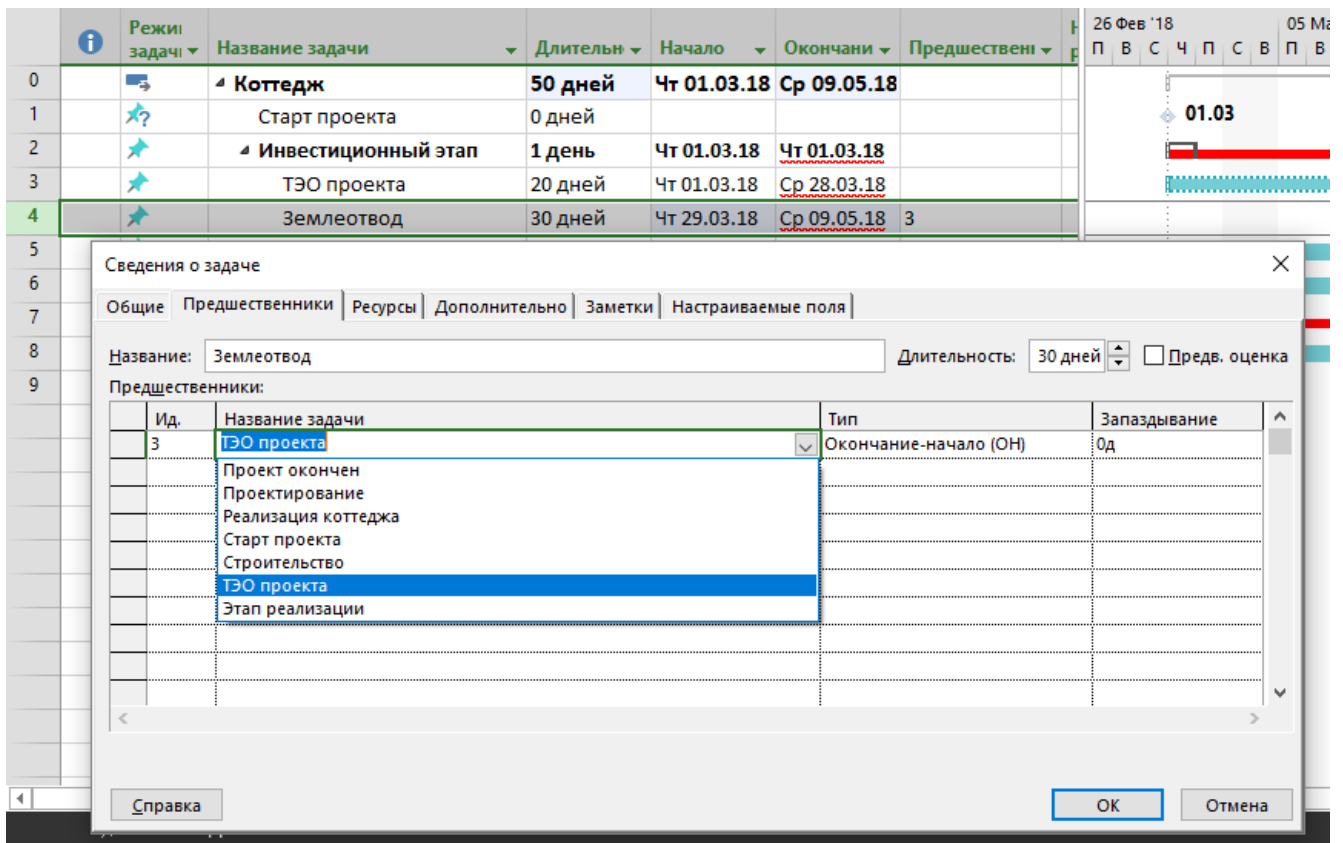 Режим 26 Фев '18 05 Ма
задачи Название задачи Длительн Начало Окончани Предшествен П В С Ч П С В П В
0 Коттедж 50 дней Чт 01.03.18 Ср 09.05.18
1 Старт проекта 0 дней 01.03
2 Инвестиционный этап 1 день Чт 01.03.18 Чт 01.03.18
3 ТЭО проекта 20 дней Чт 01.03.18 Ср 28.03.18
4 Землеотвод 30 дней Чт 29.03.18 Ср 09.05.18 3
5
Сведения о задаче
6
Общие Предшественники Ресурсы Дополнительно Заметки Настраиваемые поля
7
8 Название: Землеотвод Длительность: 30 дней Предв. оценка
9 Предшественники:
Ид. Название задачи Тип Запаздывание
3 ТЭО проекта Окончание-начало (ОН) 0д
Проект окончен
Проектирование
Реализация коттеджа
Старт проекта
Строительство
ТЭО проекта
Этап реализации
Справка ОК Отмена